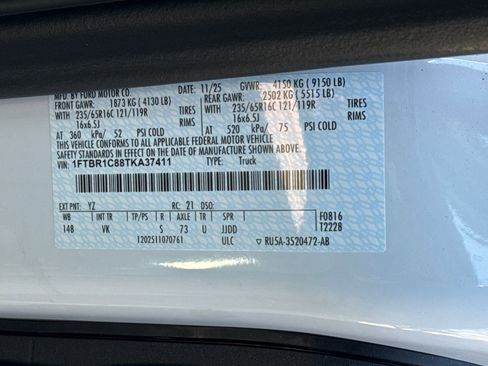 MFD. BY FORD MOTOR CO.
11/25 GVWR: 4150 KG ( 9150 LB)
FRONT GAWR: 1873 KG ( 4130 LB) REAR GAWR: 2502 KG ( 5515 LB)
WITH 235/65R16C 121/119R TIRES WITH 235/65R16C 121/119R TIRES
16x6.5J RIMS 16x6.5J RIMS
AT 360 kPa/ 52 PSI COLD AT 520 kPa/ 75 PSI COLD
THIS VEHICLE CONFORMS TO ALL APPLICABLE FEDERAL MOTOR VEHICLE
SAFETY STANDARDS IN EFFECT ON THE DATE OF MANUFACTURE SHOWN ABOVE.
VIN: 1FTBR1C88TKA37411 TYPE: Truck
EXT PNT: YZ RC: 21 DSO:
WB TYP/GVW BODY TRANS AXLE TR SPR
148 VK S 73 U JJDD
F0816
T2228
1202511070761 ULC RU5A-3520472-AB